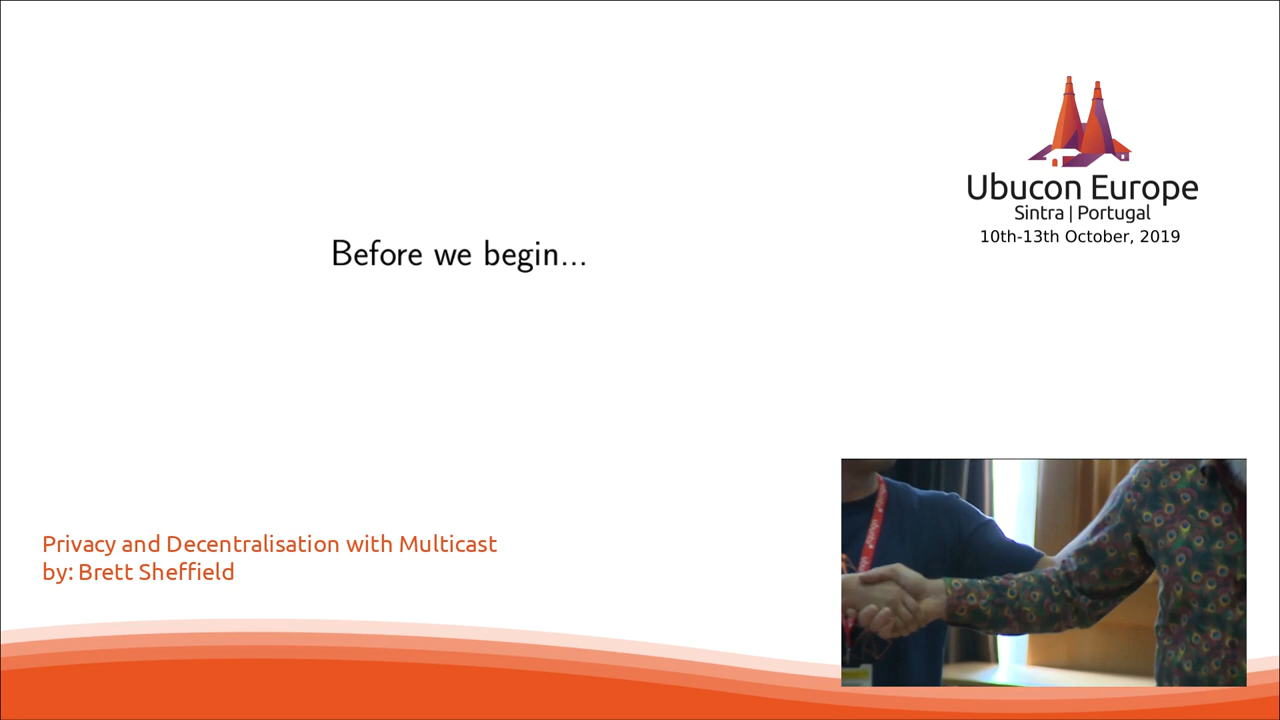 Ubucon Europe
Sintra | Portugal
10th-13th October, 2019
Before we begin...
Privacy and Decentralisation with Multicast
by: Brett Sheffield